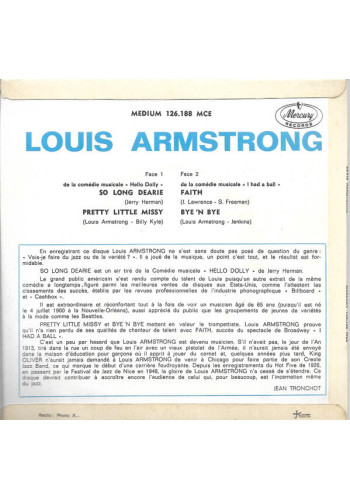 MEDIUM 126.188 MCE
Mercury
RECORDS
LOUIS ARMSTRONG
Face 1
de la comédie musicale « Hello Dolly »
SO LONG DEARIE
(Jerry Herman)
PRETTY LITTLE MISSY
(Louis Armstrong - Billy Kyle)
Face 2
de la comédie musicale « I had a ball »
FAITH
(J. Lawrence - S. Freeman)
BYE 'N BYE
(Louis Armstrong - Jenkins)
En enregistrant ce disque Louis ARMSTRONG ne s'est sans doute pas posé de question du genre :
« Vais-je faire du jazz ou de la variété ? ». Il a joué de la musique, un point c'est tout, et le résultat est for-
midable.
SO LONG DEARIE est un air tiré de la Comédie musicale « HELLO DOLLY » de Jerry Herman.
Le grand public américain s'est rendu compte du talent de Louis puisqu'un autre extrait de la même
comédie a longtemps figuré parmi les meilleures ventes de disques aux Etats-Unis, comme l'attestent les
classements de succès, établis par les revues professionnelles de l'industrie phonographique « Billboard »
et « Cashbox ».
Il est extraordinaire et réconfortant tout à la fois de voir un musicien âgé de 65 ans (puisqu'il est né
le 4 juillet 1900 à la Nouvelle-Orléans), aussi apprécié du public que les groupements de jeunes de variétés
à la mode comme les Beatles.
PRETTY LITTLE MISSY et BYE 'N BYE mettent en valeur le trompettiste, Louis ARMSTRONG prouve
qu'il n'a rien perdu de ses qualités de chanteur de talent avec FAITH, succès du spectacle de Broadway « I
HAD A BALL ».
C'est un peu par hasard que Louis ARMSTRONG est devenu musicien. S'il n'avait pas, le jour de l'An
1913, tiré dans la rue un coup de feu en l'air avec un vieux pistolet de l'Armée, il n'aurait jamais été envoyé
dans la maison d'éducation pour garçons où il apprit à jouer du cornet et, quelques années plus tard, King
OLIVER n'aurait jamais demandé à Louis ARMSTRONG de venir à Chicago pour faire partie de son Creole
Jazz Band, ce qui marque le début d'une carrière foudroyante. Depuis les enregistrements du Hot Five de 1926,
en passant par le Festival de Jazz de Nice en 1948, la gloire de Louis ARMSTRONG n'a cessé de s'étendre. Ce
disque devrait contribuer à accroître encore l'audience de celui qui, pour beaucoup, est l'incarnation même
du jazz.
JEAN TRONCHOT
Recto : Photo X...